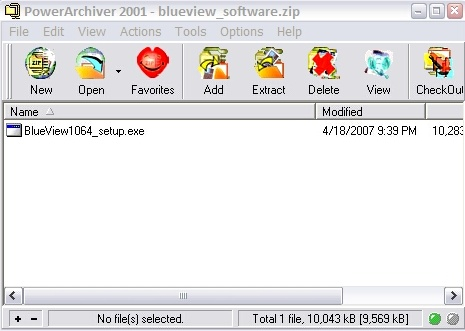 PowerArchiver 2001 - blueview_software.zip
File Edit View Actions Tools Options Help
New Open Favorites Add Extract Delete View CheckOut
Name Modified
BlueView1064_setup.exe 4/18/2007 9:39 PM 10,283
+ - No file(s) selected. Total 1 file, 10,043 kB [9,569 kB]